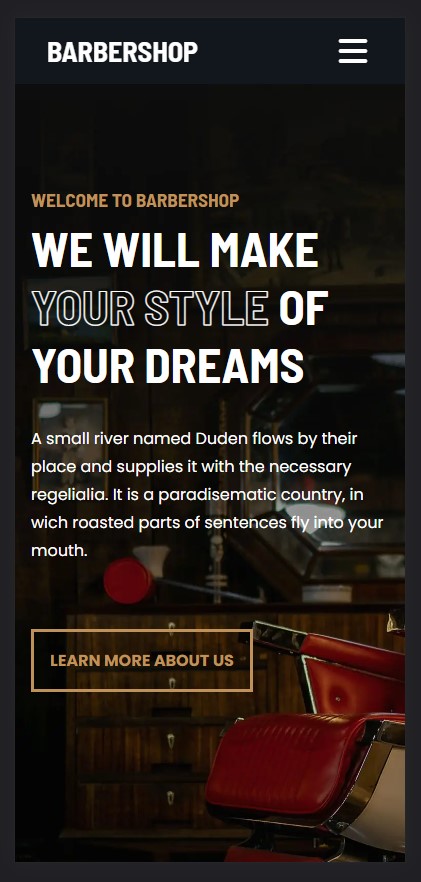 BARBERSHOP
WELCOME TO BARBERSHOP
WE WILL MAKE
YOUR STYLE OF
YOUR DREAMS
A small river named Duden flows by their
place and supplies it with the necessary
regelialia. It is a paradisematic country, in
wich roasted parts of sentences fly into your
mouth.
LEARN MORE ABOUT US